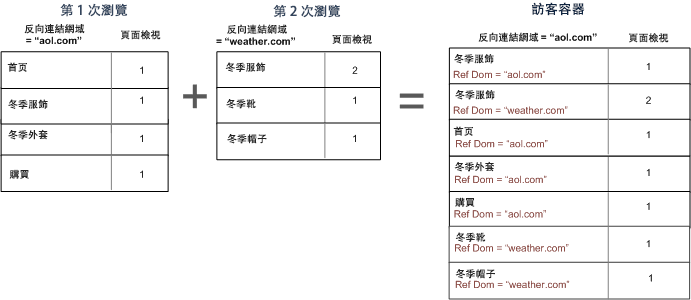 第 1 次瀏覽
反向連結網域
= “aol.com”
頁面檢視
首页
1
冬季服飾
1
冬季外套
1
購買
1
+
第 2 次瀏覽
反向連結網域
= “weather.com”
頁面檢視
冬季服飾
2
冬季靴
1
冬季帽子
1
=
訪客容器
反向連結網域 = “aol.com”
頁面檢視
冬季服飾
Ref Dom = “aol.com”
1
冬季服飾
Ref Dom = “weather.com”
2
首页
Ref Dom = “aol.com”
1
冬季外套
Ref Dom = “aol.com”
1
購買
Ref Dom = “aol.com”
1
冬季靴
Ref Dom = “weather.com”
1
冬季帽子
Ref Dom = “weather.com”
1